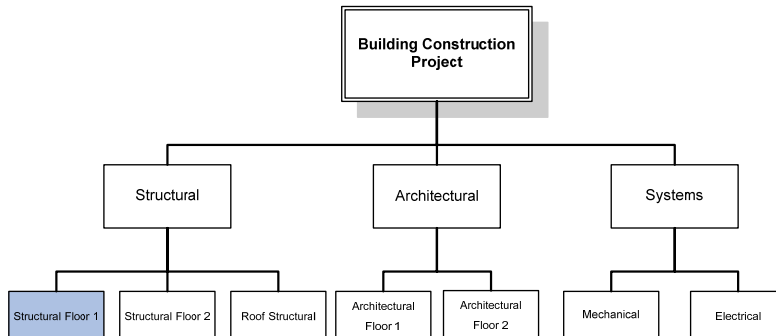 Building Construction
Project
Structural
Architectural
Systems
Structural Floor 1
Structural Floor 2
Roof Structural
Architectural
Floor 1
Architectural
Floor 2
Mechanical
Electrical